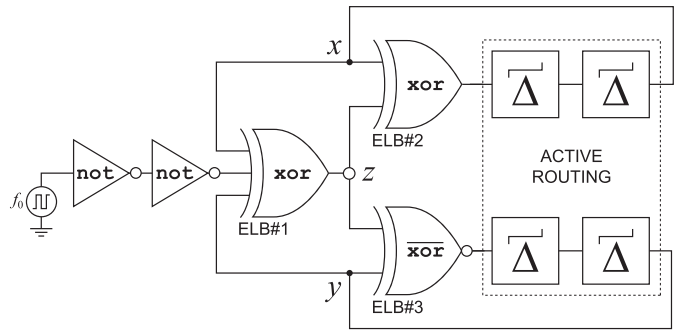 x
xor
Δ
Δ
ELB#2
ACTIVE
ROUTING
not
not
xor
z
f₀
ELB#1
xor
Δ
Δ
y
ELB#3